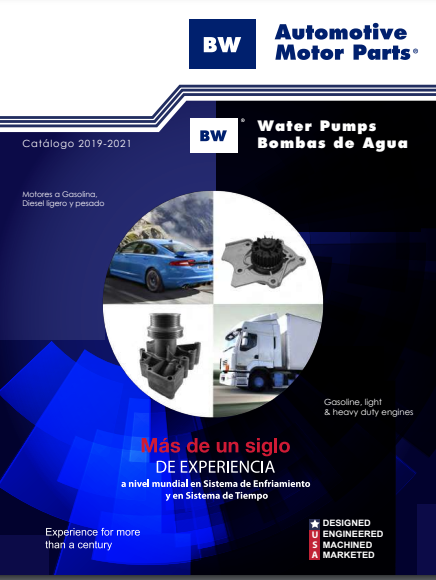 BW
Automotive
Motor Parts®
Catálogo 2019-2021
BW®
Water Pumps
Bombas de Agua
Motores a Gasolina,
Diesel ligero y pesado
Gasoline, light
& heavy duty engines
Más de un siglo
DE EXPERIENCIA
a nivel mundial en Sistema de Enfriamiento
y en Sistema de Tiempo
Experience for more
than a century
USA
DESIGNED
ENGINEERED
MACHINED
MARKETED